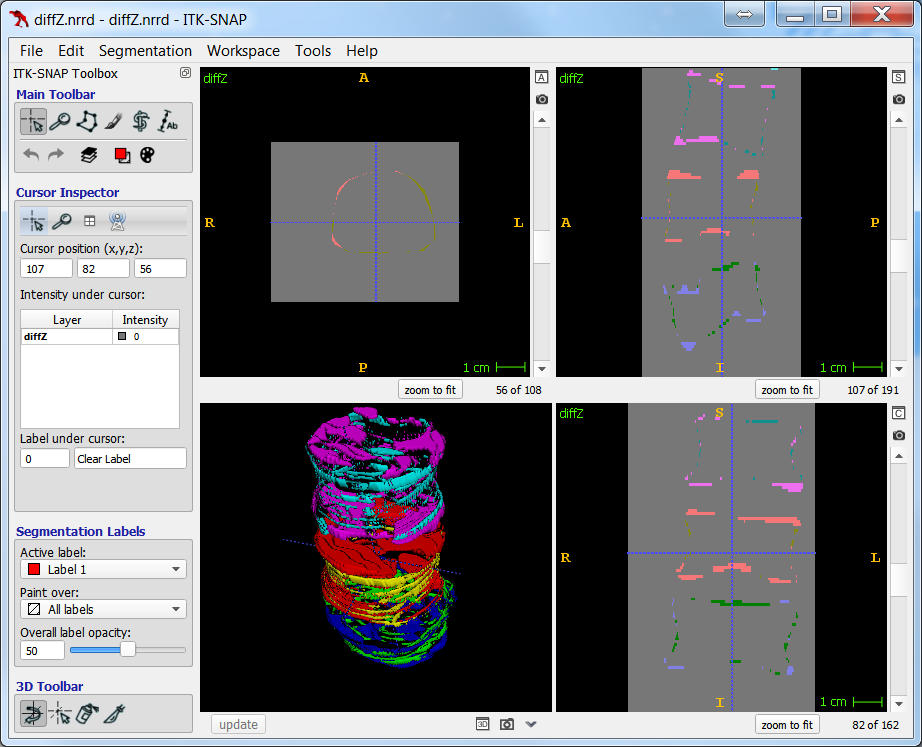 diffZ.nrrd - diffZ.nrrd - ITK-SNAP
File Edit Segmentation Workspace Tools Help
ITK-SNAP Toolbox
Main Toolbar
Ab
Cursor Inspector
Cursor position (x,y,z):
107 82 56
Intensity under cursor:
Layer Intensity
diffZ 0
Label under cursor:
0 Clear Label
Segmentation Labels
Active label:
Label 1
Paint over:
All labels
Overall label opacity:
50
3D Toolbar
diffZ
A
R
L
P
1 cm
A
zoom to fit 56 of 108
diffZ
S
A
P
I
1 cm
S
zoom to fit 107 of 191
update
3D
diffZ
S
R
L
I
1 cm
C
zoom to fit 82 of 162